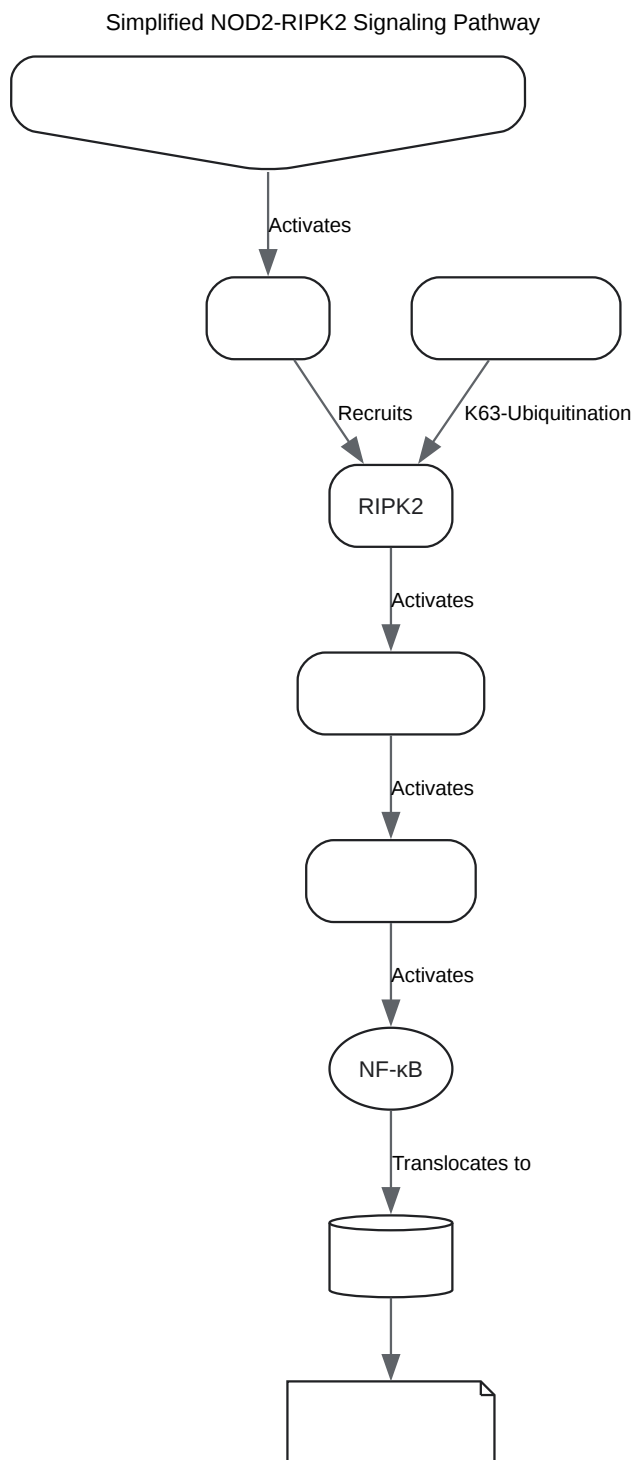 Simplified NOD2-RIPK2 Signaling Pathway
Activates
Recruits
K63-Ubiquitination
RIPK2
Activates
Activates
Activates
NF-κB
Translocates to